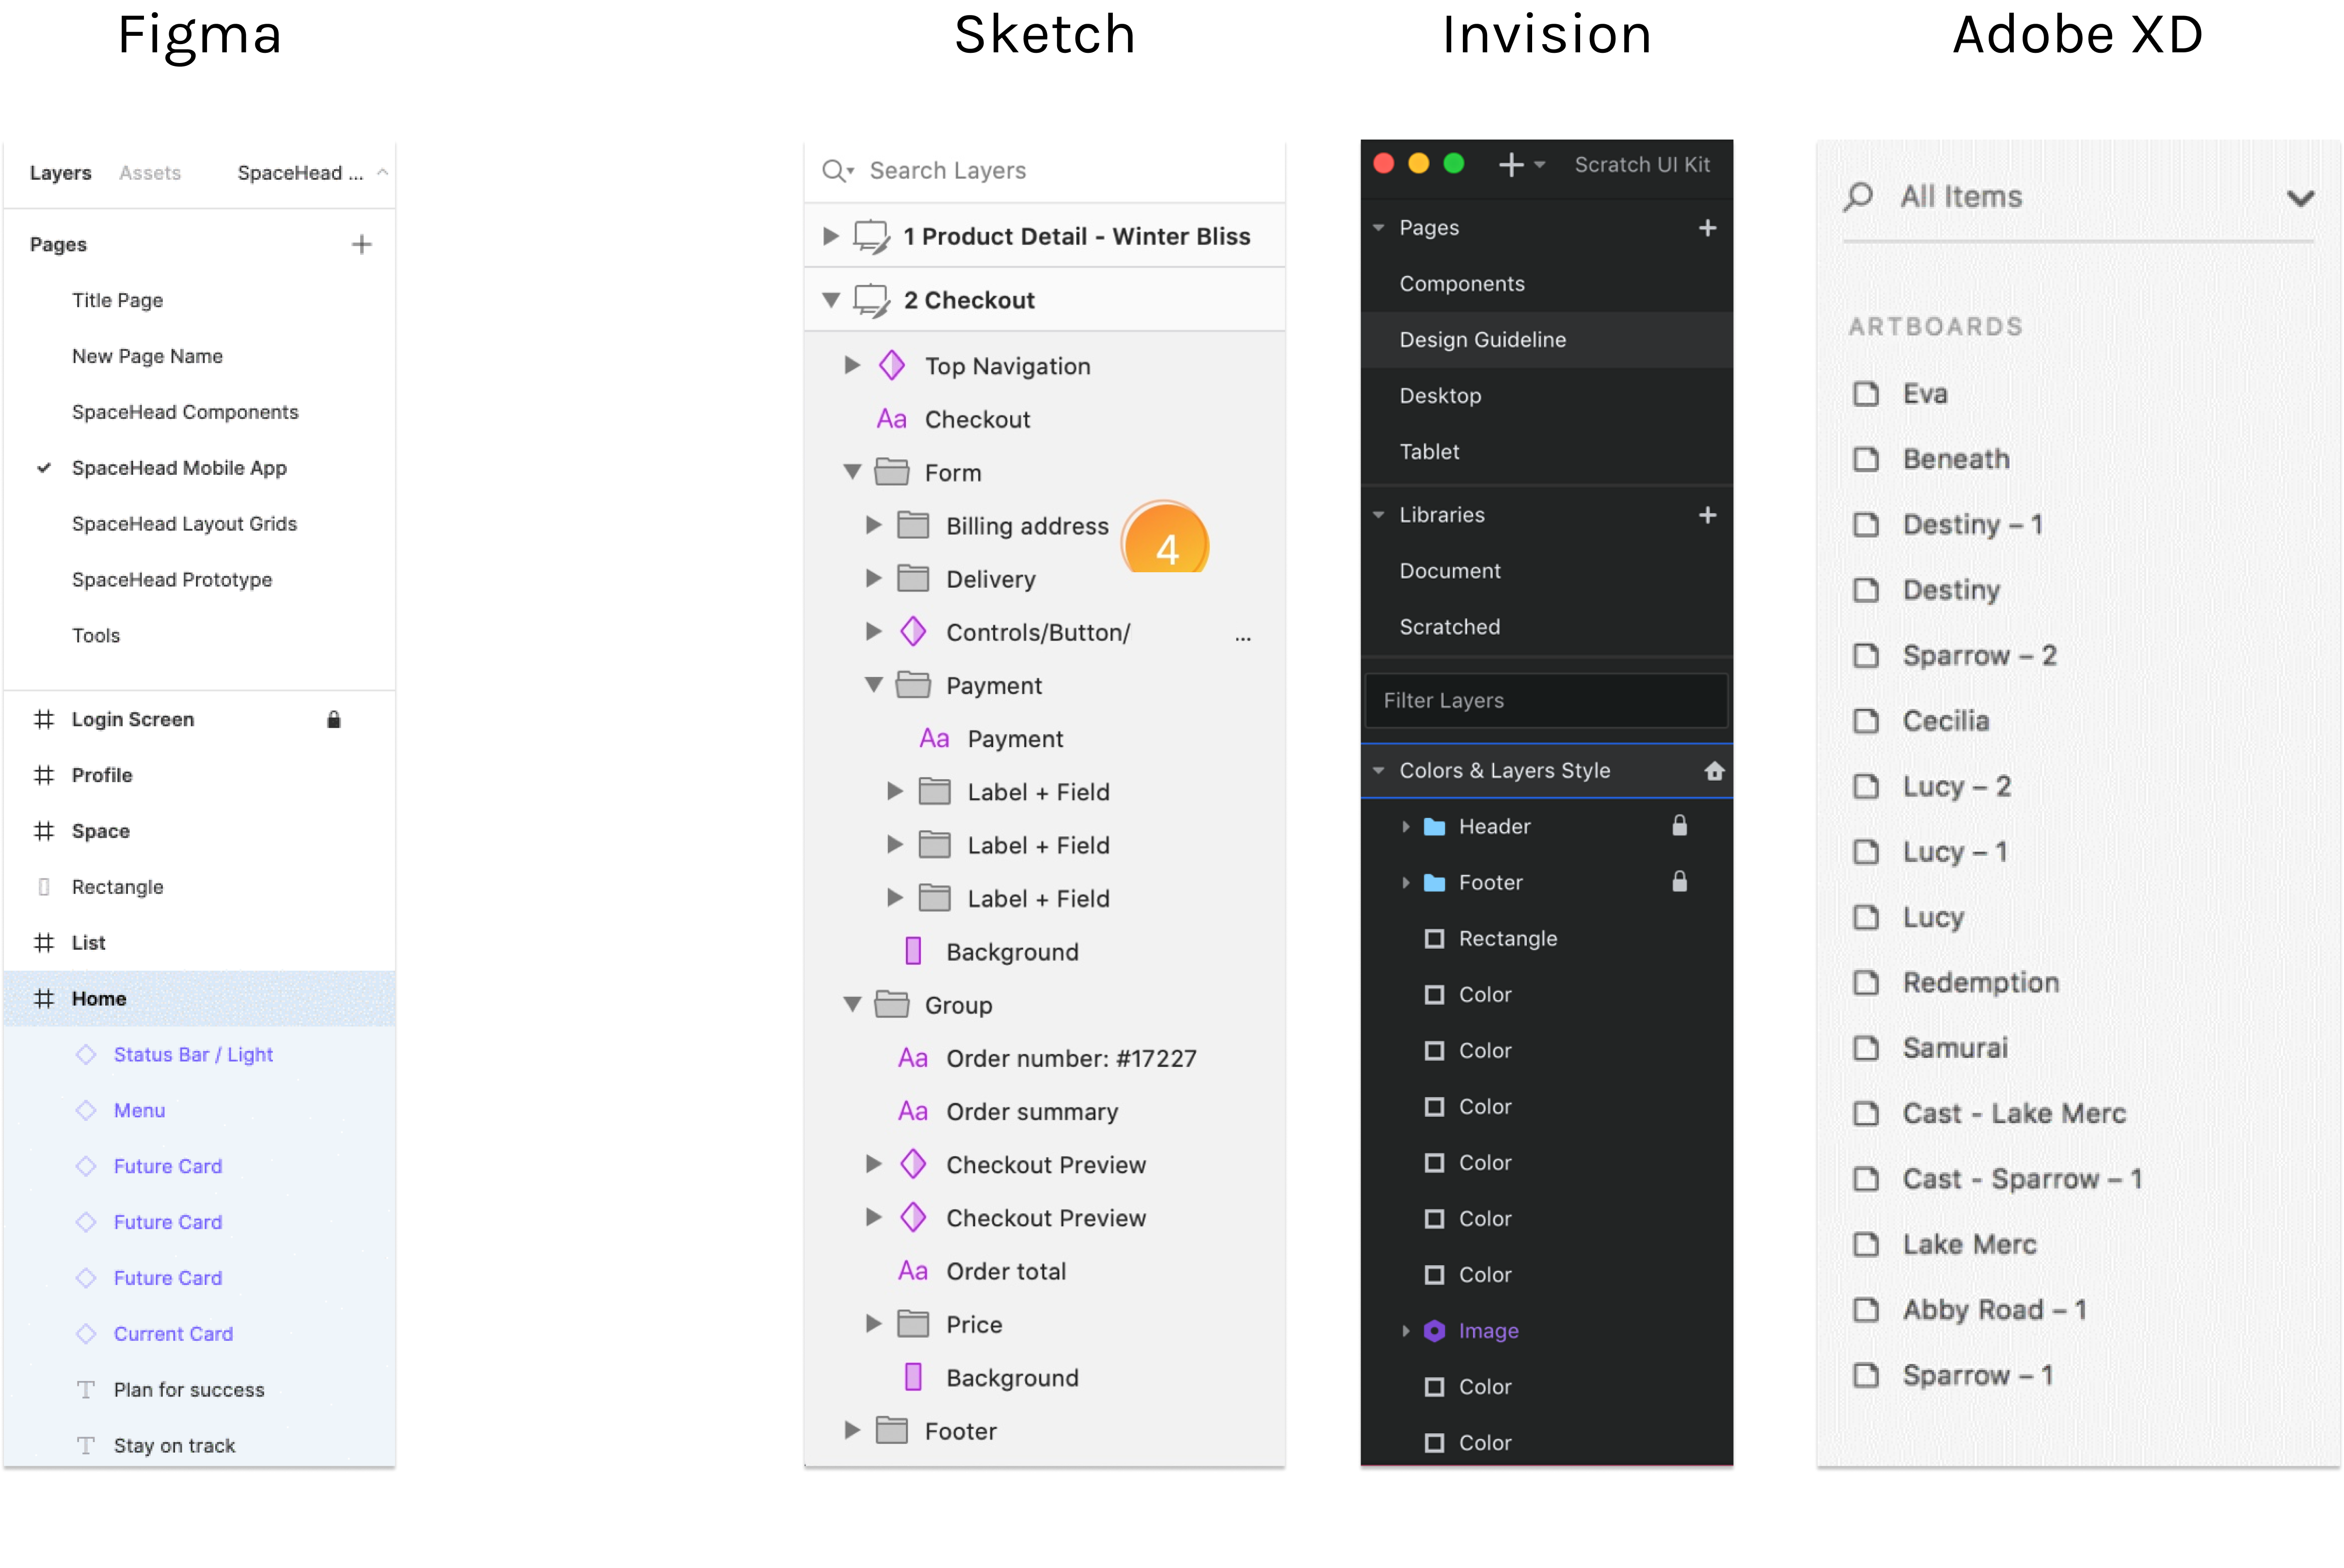 Figma
Layers Assets SpaceHead ...
Pages
Title Page
New Page Name
SpaceHead Components
SpaceHead Mobile App
SpaceHead Layout Grids
SpaceHead Prototype
Tools
Login Screen
Profile
Space
Rectangle
List
Home
Status Bar / Light
Menu
Future Card
Future Card
Future Card
Current Card
Plan for success
Stay on track
Sketch
Search Layers
1 Product Detail - Winter Bliss
2 Checkout
Top Navigation
Aa Checkout
Form
Billing address
4
Delivery
Controls/Button/ ...
Payment
Aa Payment
Label + Field
Label + Field
Label + Field
Background
Group
Aa Order number: #17227
Aa Order summary
Checkout Preview
Checkout Preview
Aa Order total
Price
Background
Footer
Invision
Scratch UI Kit
Pages
Components
Design Guideline
Desktop
Tablet
Libraries
Document
Scratched
Filter Layers
Colors & Layers Style
Header
Footer
Rectangle
Color
Color
Color
Color
Color
Color
Image
Color
Color
Adobe XD
All Items
ARTBOARDS
Eva
Beneath
Destiny – 1
Destiny
Sparrow – 2
Cecilia
Lucy – 2
Lucy – 1
Lucy
Redemption
Samurai
Cast - Lake Merc
Cast - Sparrow – 1
Lake Merc
Abby Road – 1
Sparrow – 1